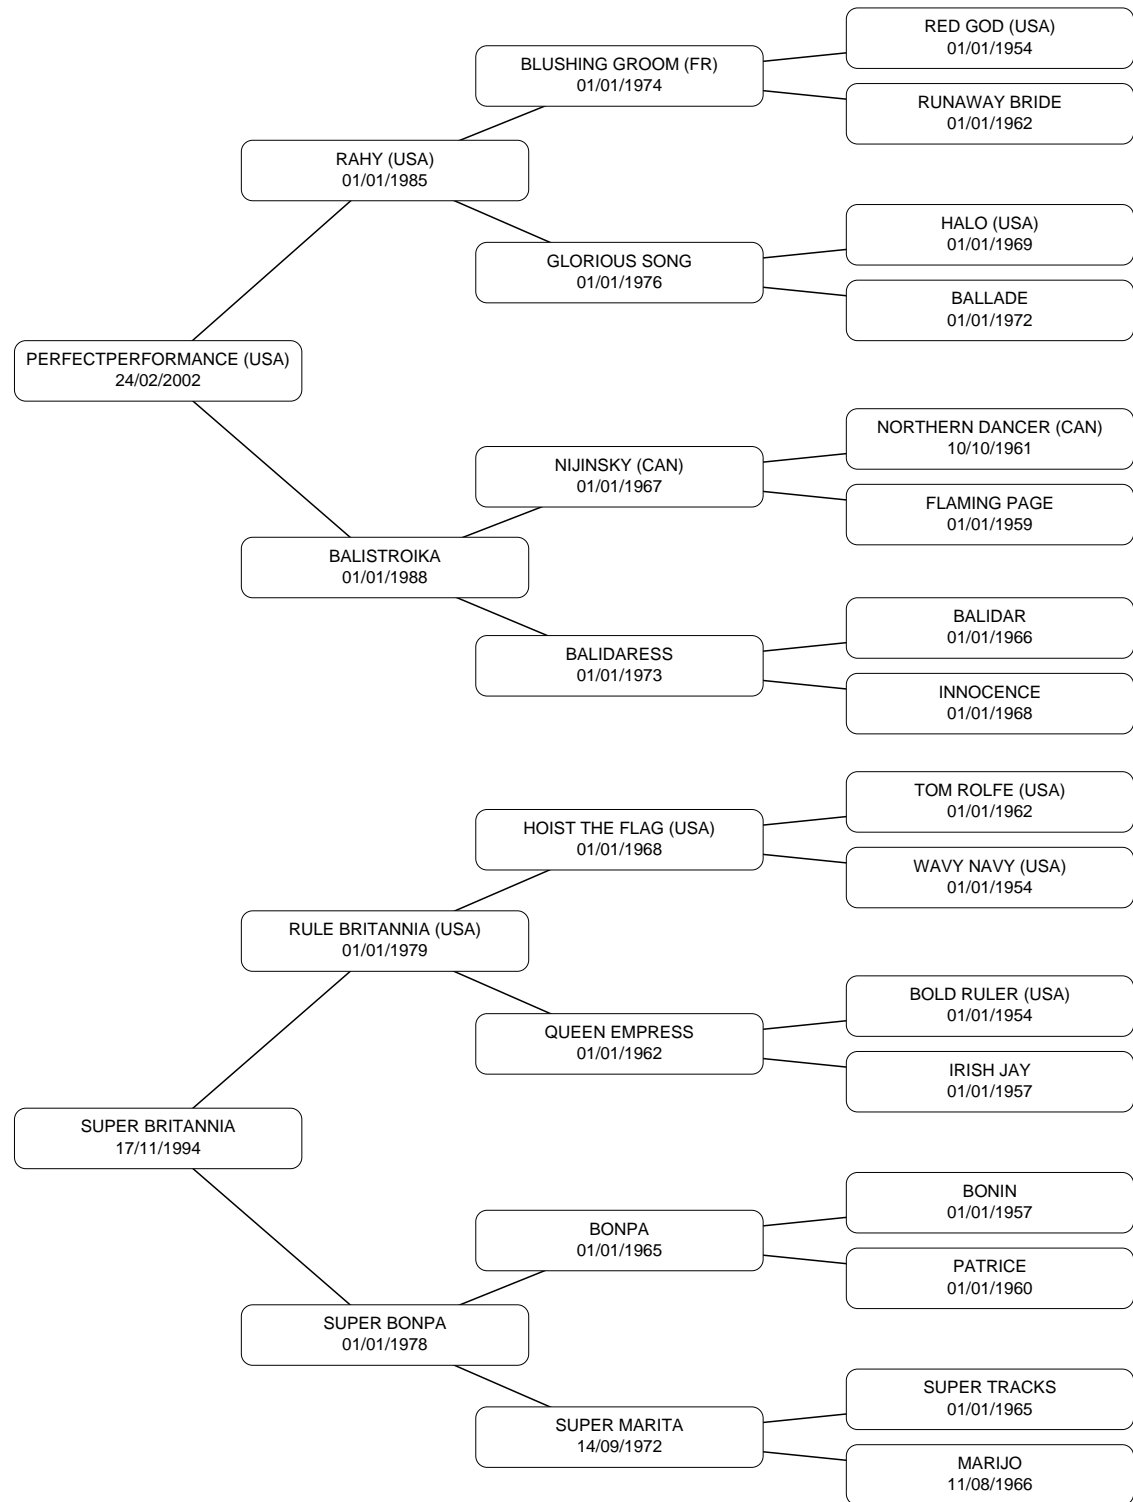 RED GOD (USA)
01/01/1954
BLUSHING GROOM (FR)
01/01/1974
RUNAWAY BRIDE
01/01/1962
RAHY (USA)
01/01/1985
HALO (USA)
01/01/1969
GLORIOUS SONG
01/01/1976
BALLADE
01/01/1972
PERFECTPERFORMANCE (USA)
24/02/2002
NORTHERN DANCER (CAN)
10/10/1961
NIJINSKY (CAN)
01/01/1967
FLAMING PAGE
01/01/1959
BALISTROIKA
01/01/1988
BALIDAR
01/01/1966
BALIDARESS
01/01/1973
INNOCENCE
01/01/1968
TOM ROLFE (USA)
01/01/1962
HOIST THE FLAG (USA)
01/01/1968
WAVY NAVY (USA)
01/01/1954
RULE BRITANNIA (USA)
01/01/1979
BOLD RULER (USA)
01/01/1954
QUEEN EMPRESS
01/01/1962
IRISH JAY
01/01/1957
SUPER BRITANNIA
17/11/1994
BONIN
01/01/1957
BONPA
01/01/1965
PATRICE
01/01/1960
SUPER BONPA
01/01/1978
SUPER TRACKS
01/01/1965
SUPER MARITA
14/09/1972
MARIJO
11/08/1966